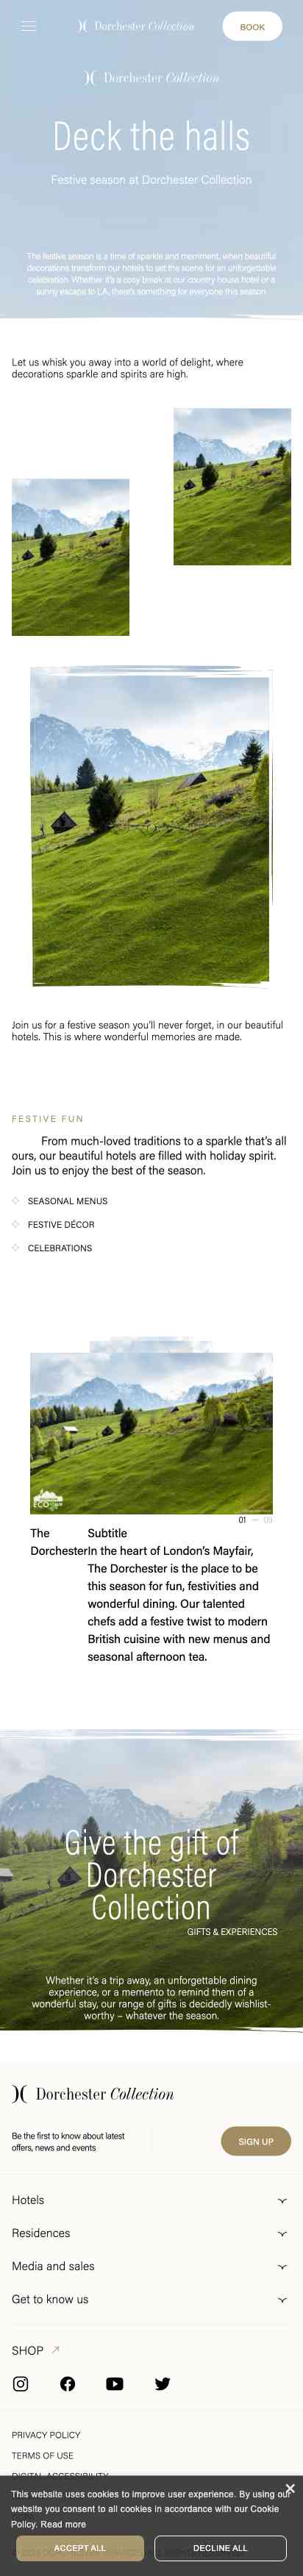 Dorchester Collection
BOOK
Dorchester Collection
Deck the halls
Festive season at Dorchester Collection
The festive season is a time of sparkle and merriment, when beautiful
decorations transform our hotels to set the scene for an unforgettable
celebration. Whether it's a cosy break at our country house hotel or a
sunny escape to LA, there's something for everyone this season.
Let us whisk you away into a world of delight, where
decorations sparkle and spirits are high.
Join us for a festive season you'll never forget, in our beautiful
hotels. This is where wonderful memories are made.
FESTIVE FUN
From much-loved traditions to a sparkle that's all
ours, our beautiful hotels are filled with holiday spirit.
Join us to enjoy the best of the season.
SEASONAL MENUS
FESTIVE DÉCOR
CELEBRATIONS
ECO
01 — 09
The Dorchester
Subtitle
In the heart of London's Mayfair,
The Dorchester is the place to be
this season for fun, festivities and
wonderful dining. Our talented
chefs add a festive twist to modern
British cuisine with new menus and
seasonal afternoon tea.
Give the gift of
Dorchester
Collection
GIFTS & EXPERIENCES
Whether it's a trip away, an unforgettable dining
experience, or a memento to remind them of a
wonderful stay, our range of gifts is decidedly wishlist-
worthy – whatever the season.
Dorchester Collection
Be the first to know about latest
offers, news and events
SIGN UP
Hotels
Residences
Media and sales
Get to know us
SHOP
PRIVACY POLICY
TERMS OF USE
DIGITAL ACCESSIBILITY
This website uses cookies to improve user experience. By using our
website you consent to all cookies in accordance with our Cookie
Policy. Read more
ACCEPT ALL
DECLINE ALL